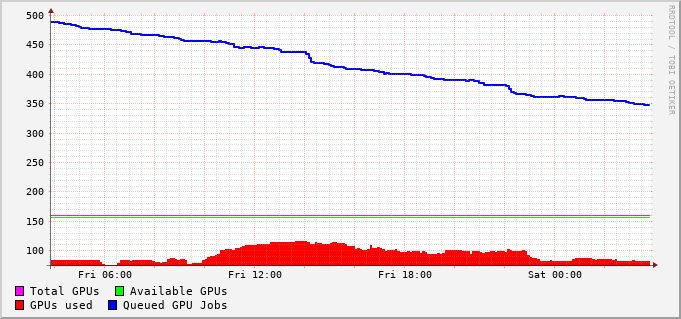 500
450
400
350
300
250
200
150
100
Fri 06:00 Fri 12:00 Fri 18:00 Sat 00:00
Total GPUs Available GPUs
GPUs used Queued GPU Jobs
RRDTOOL / TOBI OETIKER